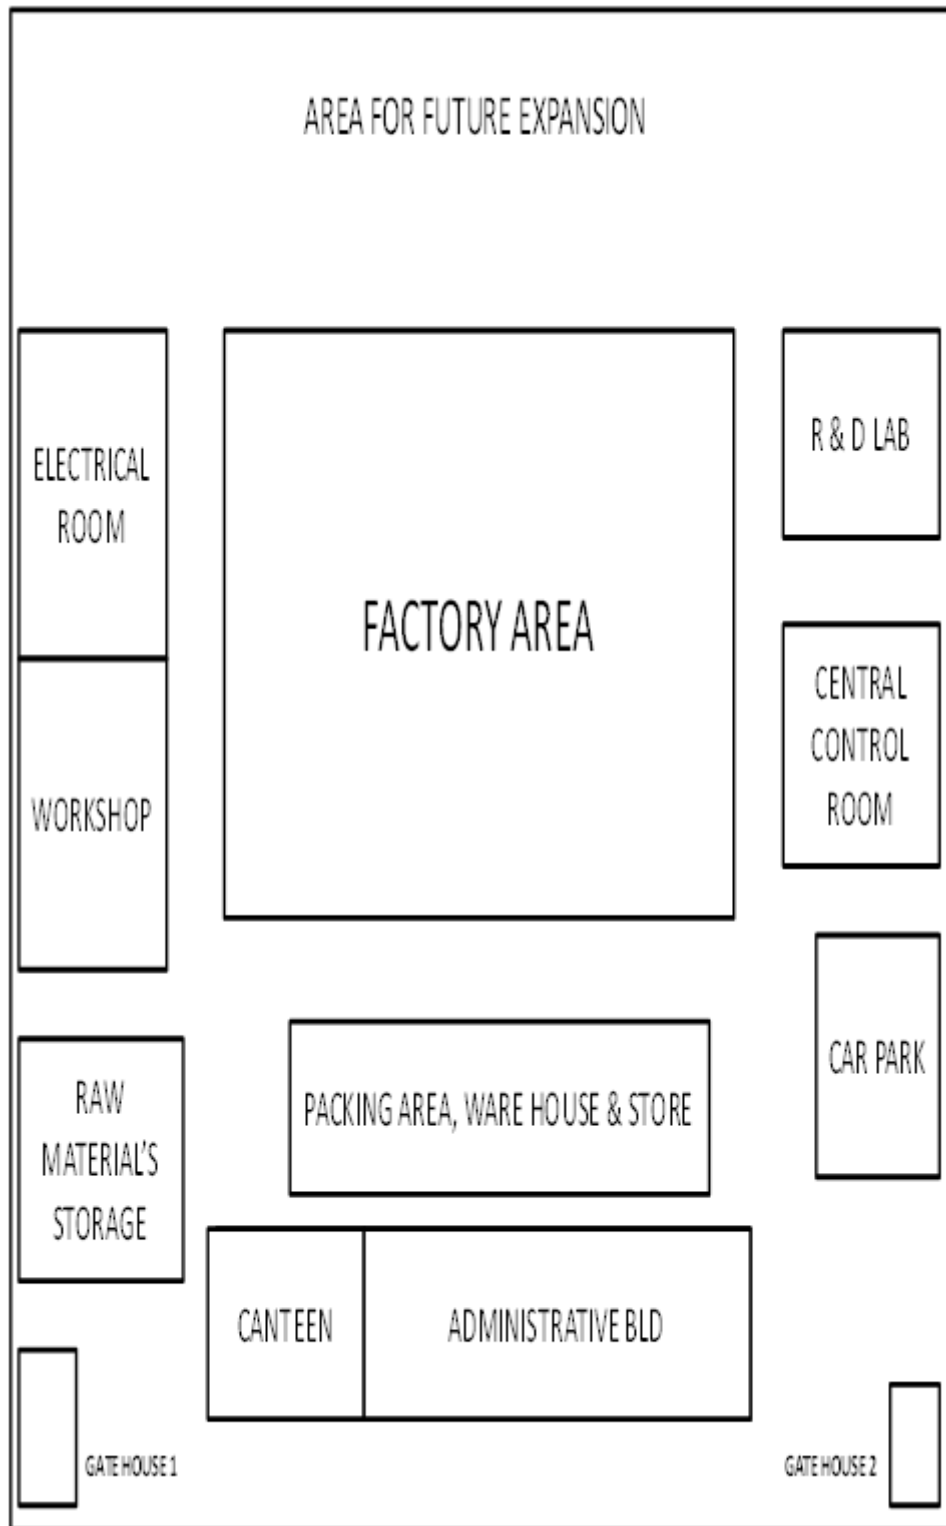 AREA FOR FUTURE EXPANSION
ELECTRICAL
ROOM
R & D LAB
FACTORY AREA
CENTRAL
CONTROL
ROOM
WORKSHOP
CAR PARK
RAW
MATERIAL'S
STORAGE
PACKING AREA, WARE HOUSE & STORE
CANTEEN
ADMINISTRATIVE BLD
GATE HOUSE 1
GATE HOUSE 2